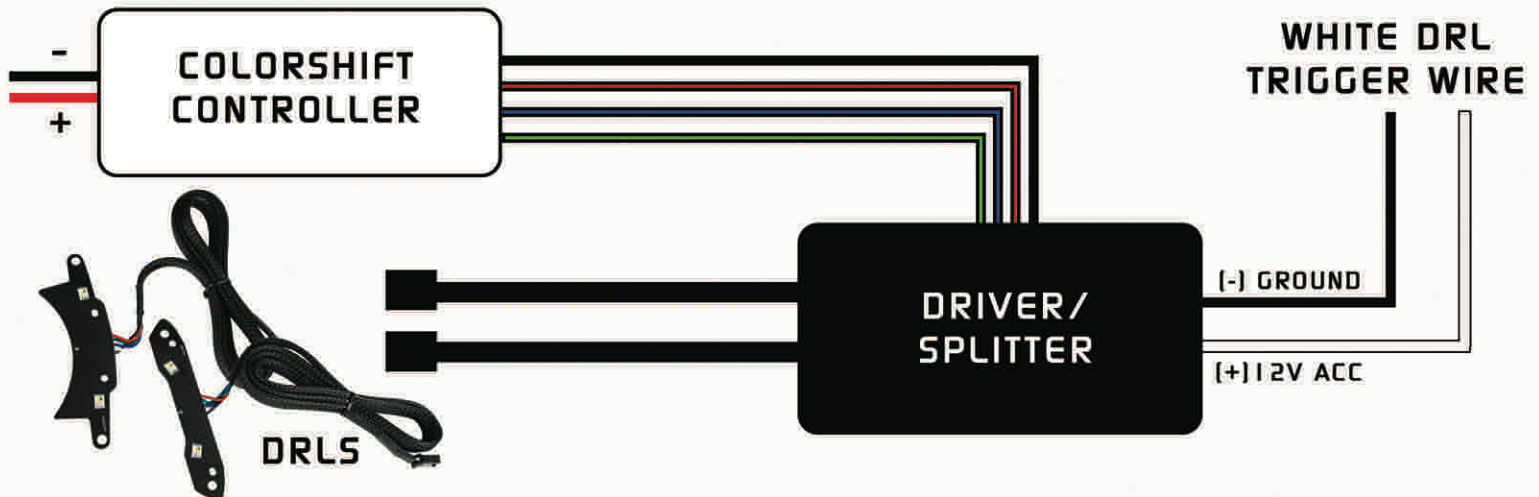 -
COLORSHIFT
CONTROLLER
+
WHITE DRL
TRIGGER WIRE
DRIVER/
SPLITTER
(-) GROUND
(+)12V ACC
DRLS